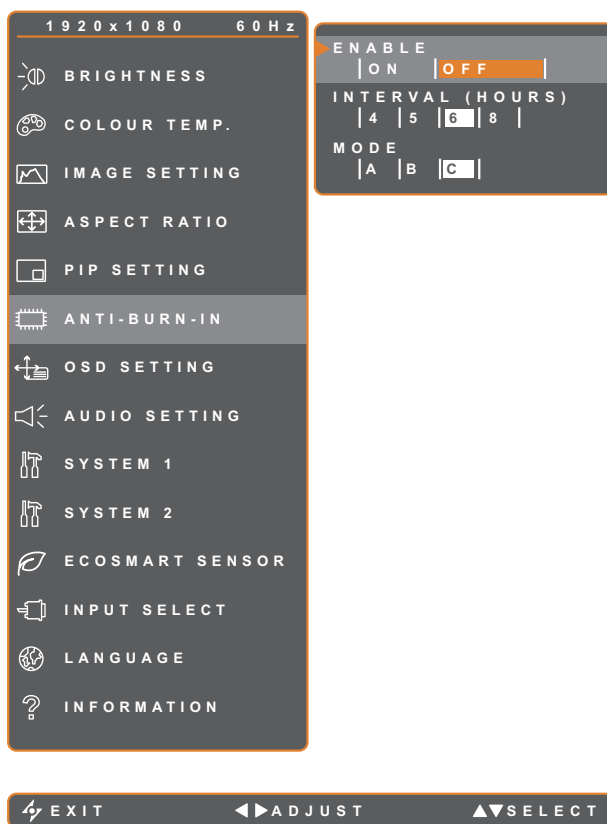 1920x1080 60Hz
BRIGHTNESS
COLOUR TEMP.
IMAGE SETTING
ASPECT RATIO
PIP SETTING
ANTI-BURN-IN
OSD SETTING
AUDIO SETTING
SYSTEM 1
SYSTEM 2
ECOSMART SENSOR
INPUT SELECT
LANGUAGE
INFORMATION
ENABLE
ON OFF
INTERVAL (HOURS)
4 5 6 8
MODE
A B C
EXIT ADJUST SELECT